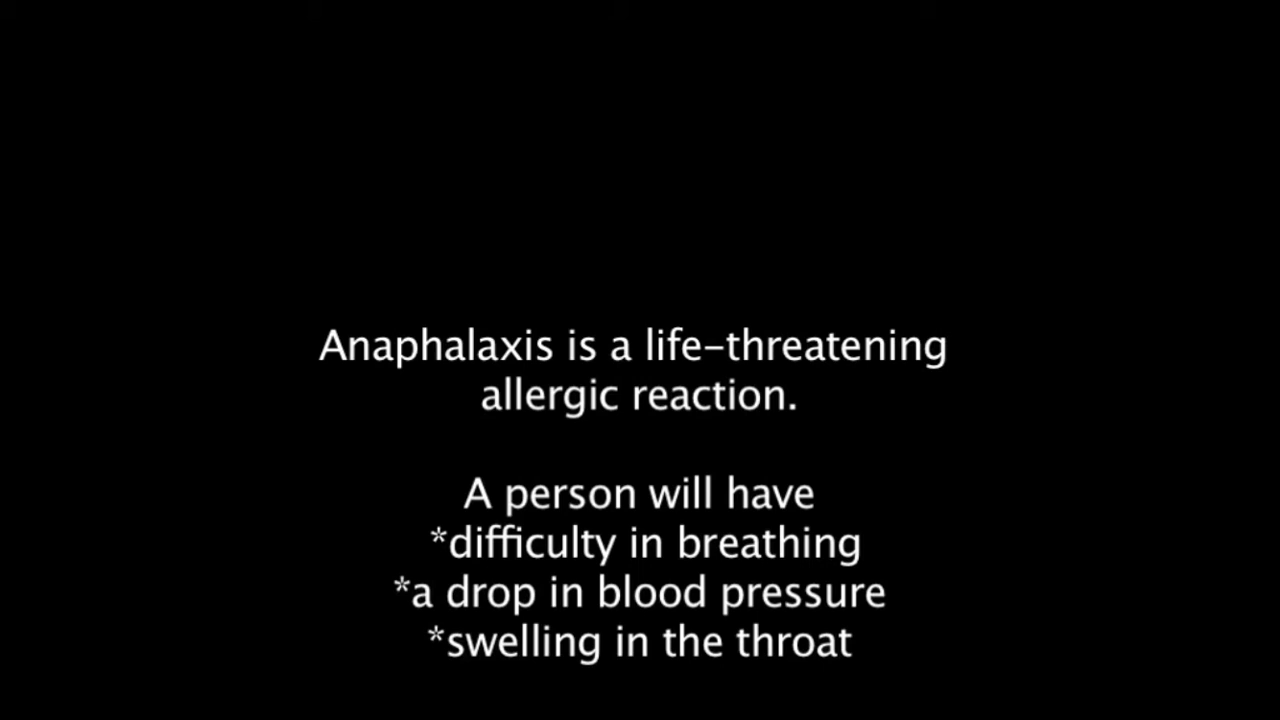 Anaphalaxis is a life-threatening
allergic reaction.
A person will have
*difficulty in breathing
*a drop in blood pressure
*swelling in the throat